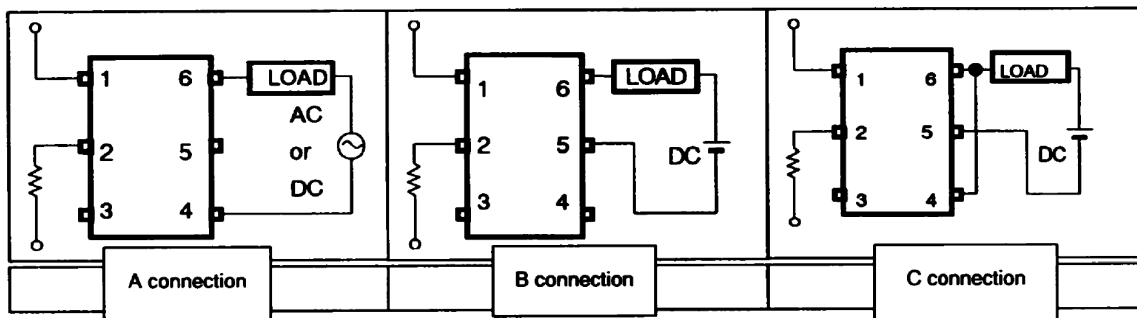 1 6 LOAD
AC
2 5 or
DC
3 4
A connection
1 6 LOAD
2 5
DC
3 4
B connection
1 6 LOAD
2 5
DC
3 4
C connection